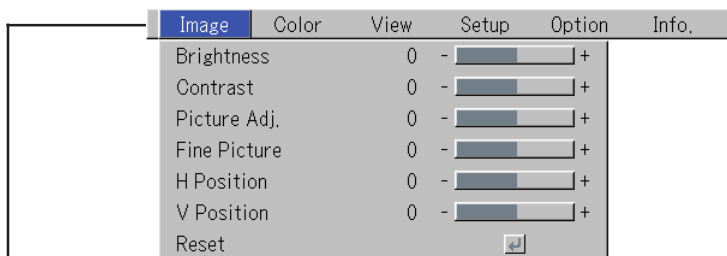 Image Color View Setup Option Info.
Brightness 0 - +
Contrast 0 - +
Picture Adj. 0 - +
Fine Picture 0 - +
H Position 0 - +
V Position 0 - +
Reset